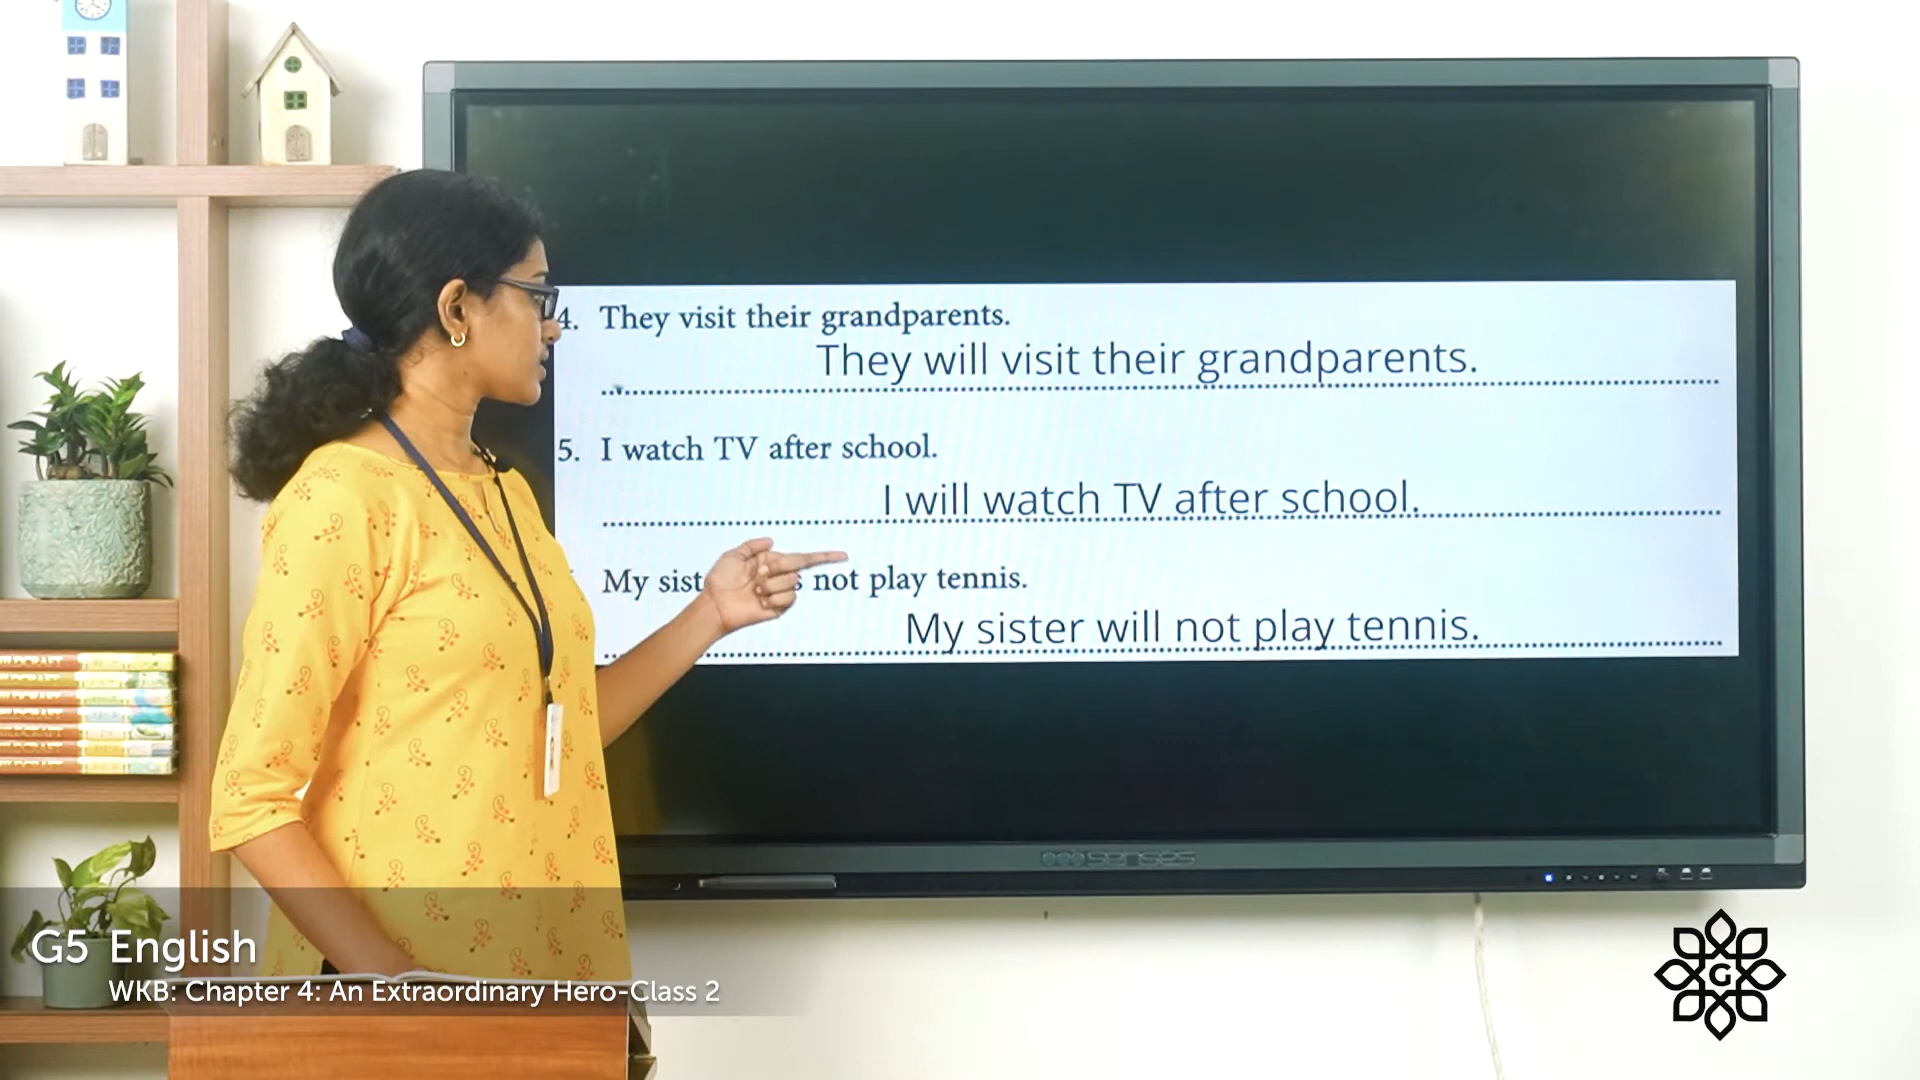 4. They visit their grandparents.
They will visit their grandparents.
5. I watch TV after school.
I will watch TV after school.
My not play tennis.
My sister will not play tennis.
senses
G5 English
WKB: Chapter 4: An Extraordinary Hero-Class 2
G